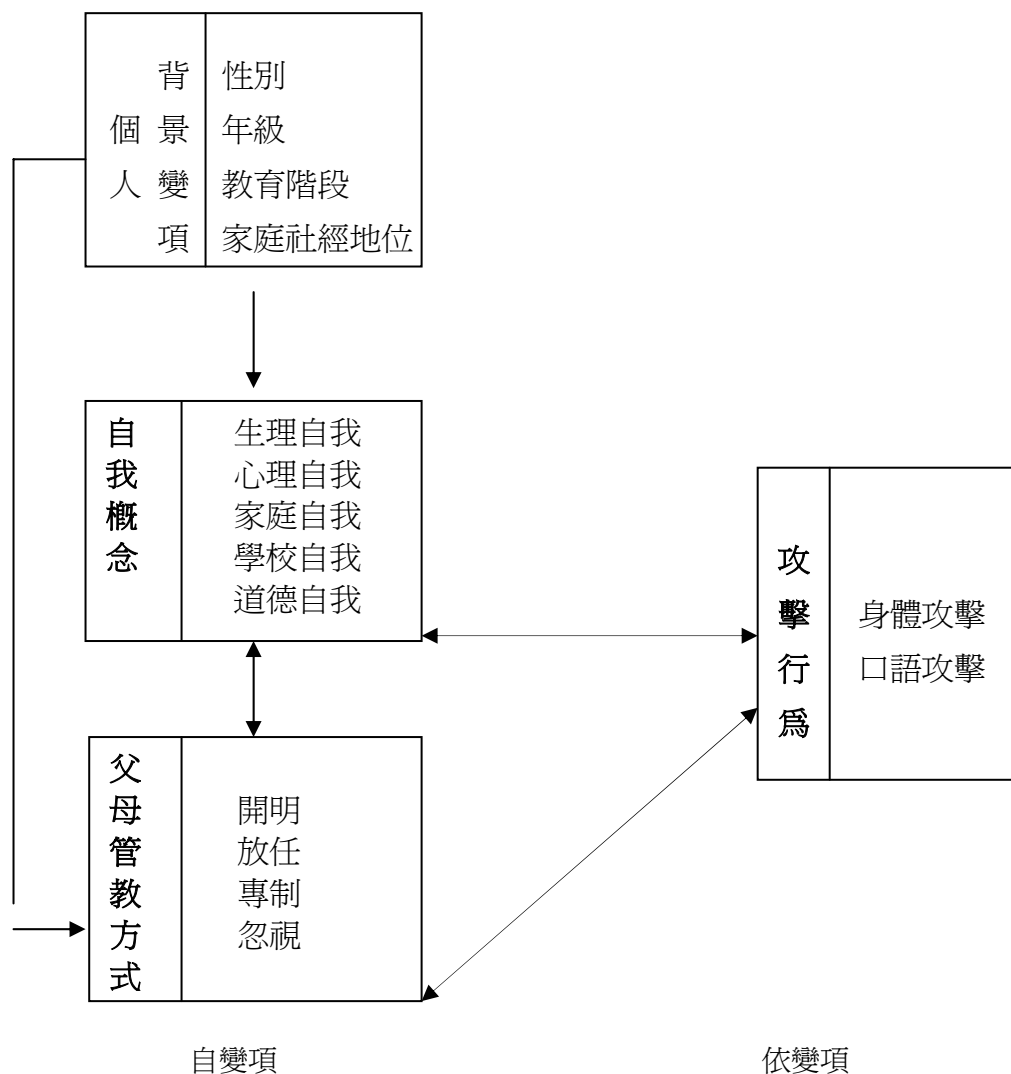 個人
背景變項
性別
年級
教育階段
家庭社經地位
自我概念
生理自我
心理自我
家庭自我
學校自我
道德自我
攻擊行為
身體攻擊
口語攻擊
父母管教方式
開明
放任
專制
忽視
自變項
依變項